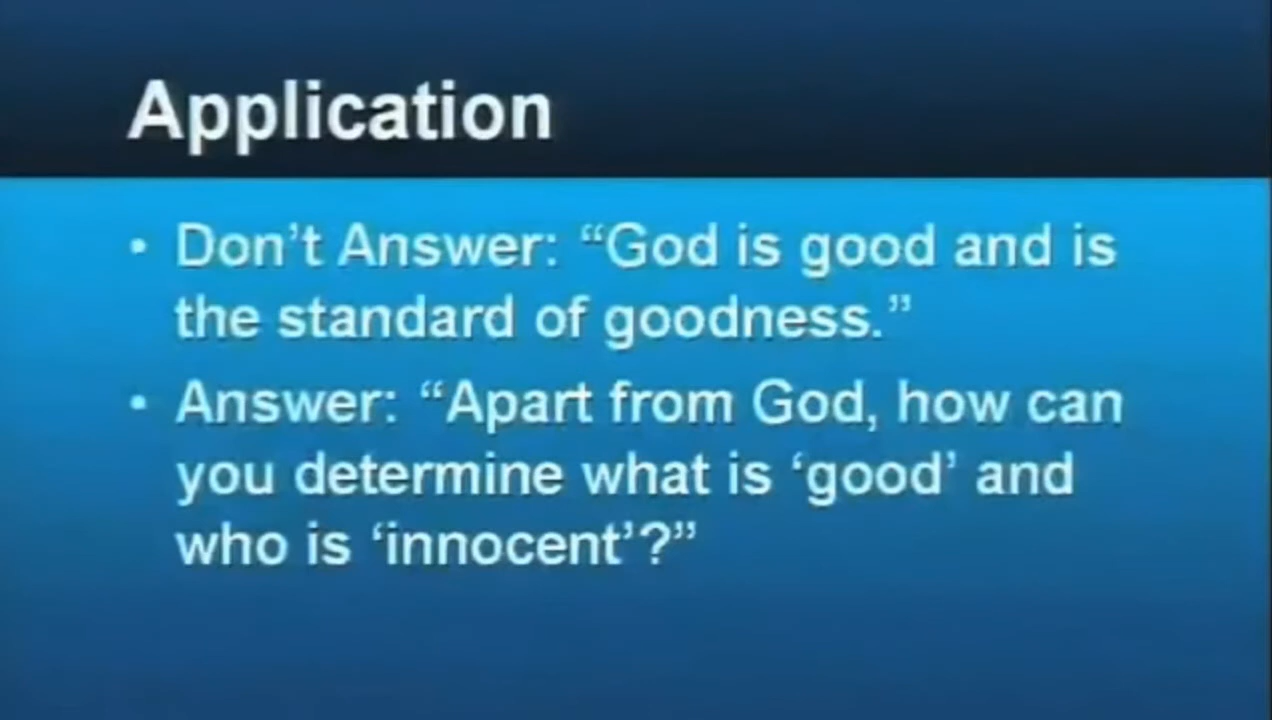 Application
• Don’t Answer: “God is good and is
the standard of goodness.”
• Answer: “Apart from God, how can
you determine what is ‘good’ and
who is ‘innocent’?”